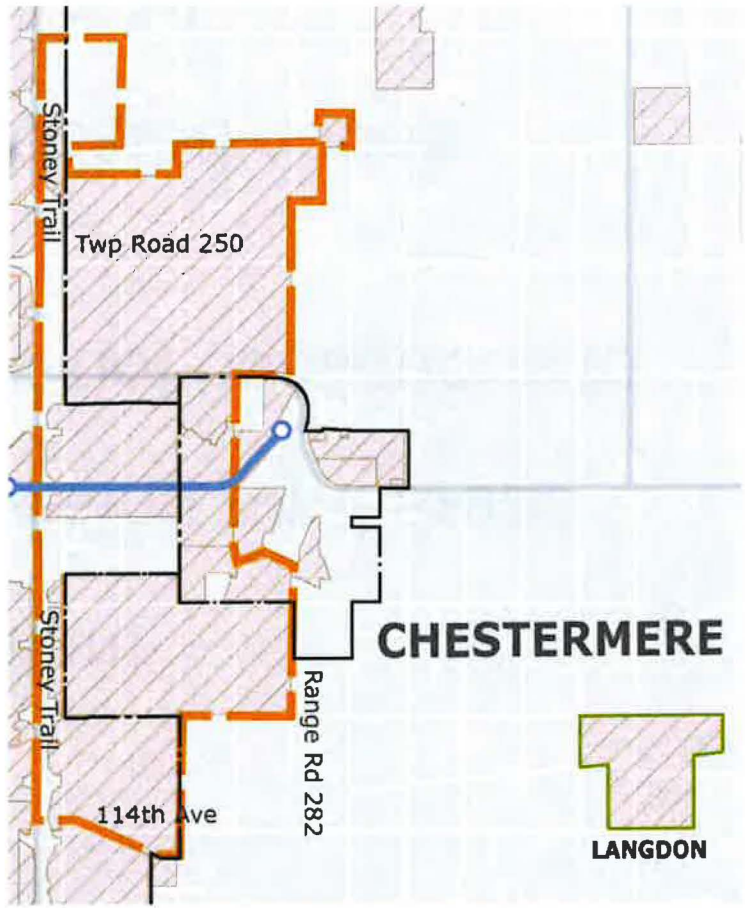 Stoney Trail
Twp Road 250
CHESTERMERE
Stoney Trail
Range Rd 282
114th Ave
LANGDON